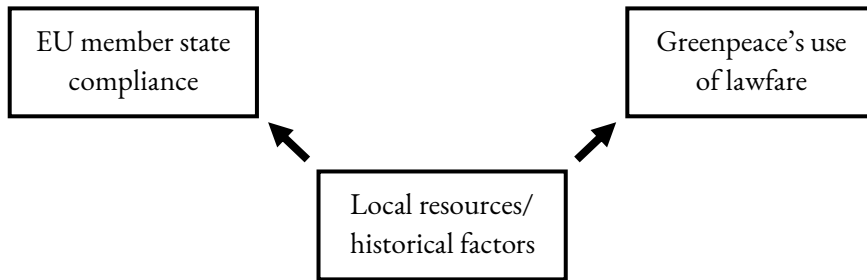 EU member state
compliance
Greenpeace’s use
of lawfare
Local resources/
historical factors